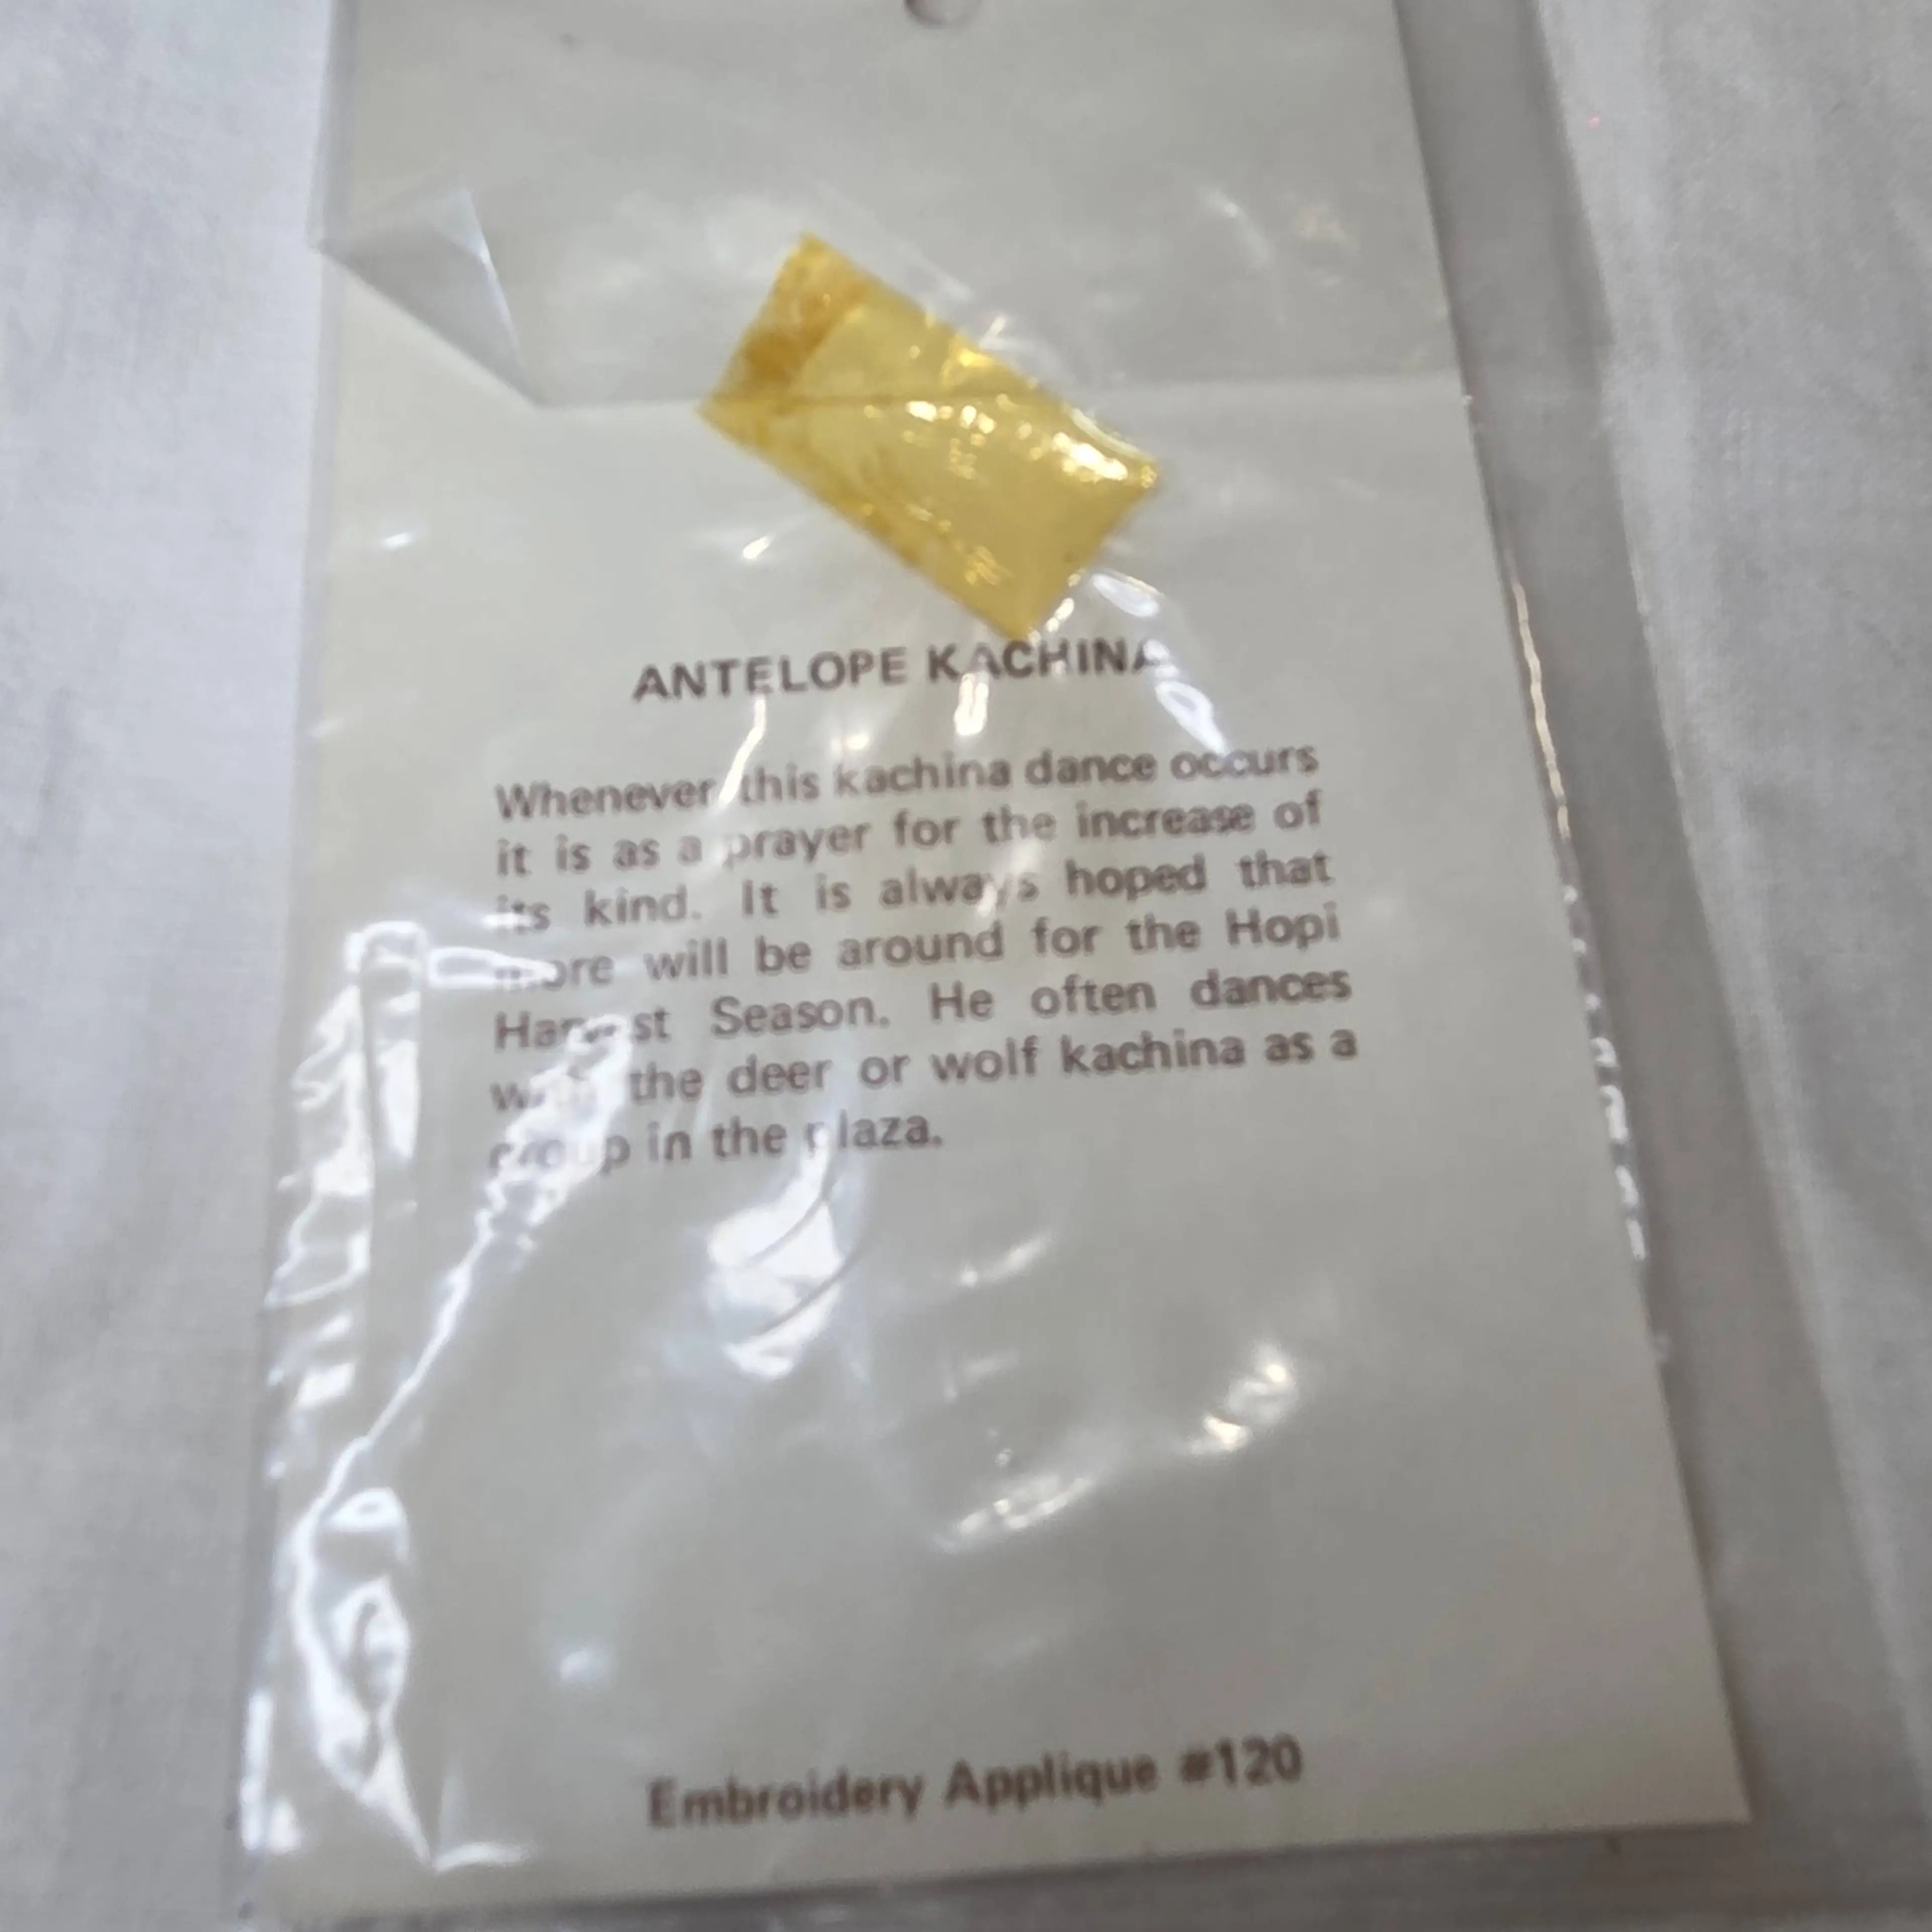 ANTELOPE KACHINA
Whenever this kachina dance occurs
it is as a prayer for the increase of
its kind. It is always hoped that
more will be around for the Hopi
Harvest Season. He often dances
with the deer or wolf kachina as a
group in the plaza.
Embroidery Applique #120